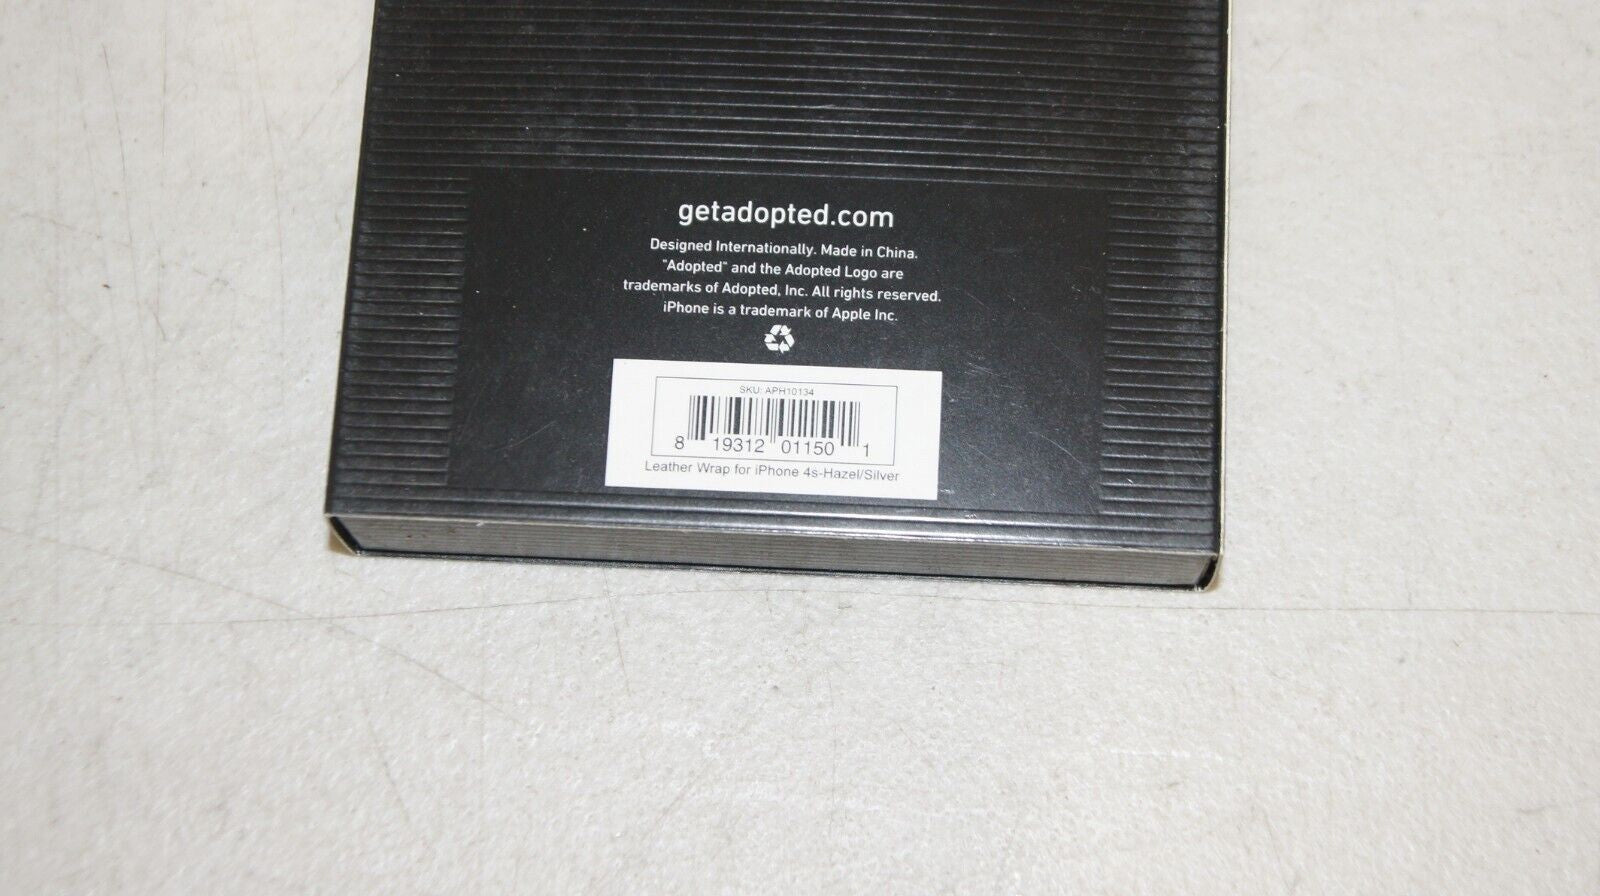 getadopted.com
Designed Internationally. Made in China.
"Adopted" and the Adopted Logo are
trademarks of Adopted, Inc. All rights reserved.
iPhone is a trademark of Apple Inc.
SKU: APH10134
8 19312 01150 1
Leather Wrap for iPhone 4s-Hazel/Silver